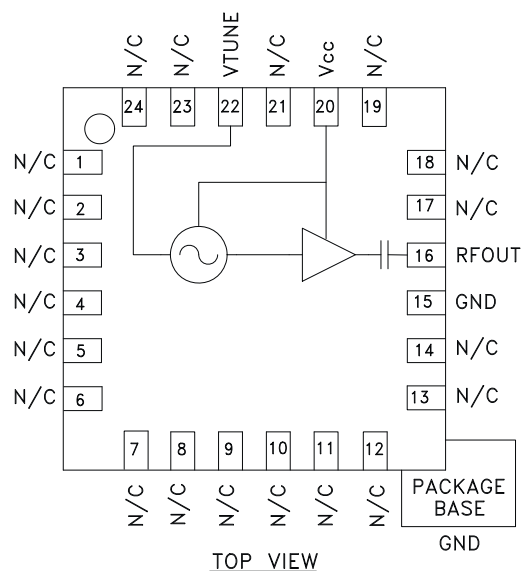 N/C
N/C
VTUNE
N/C
Vcc
N/C
24
23
22
21
20
19
N/C 1
18 N/C
N/C 2
17 N/C
N/C 3
16 RFOUT
N/C 4
15 GND
N/C 5
14 N/C
N/C 6
13 N/C
7
8
9
10
11
12
N/C
N/C
N/C
N/C
N/C
N/C
PACKAGE
BASE
GND
TOP VIEW